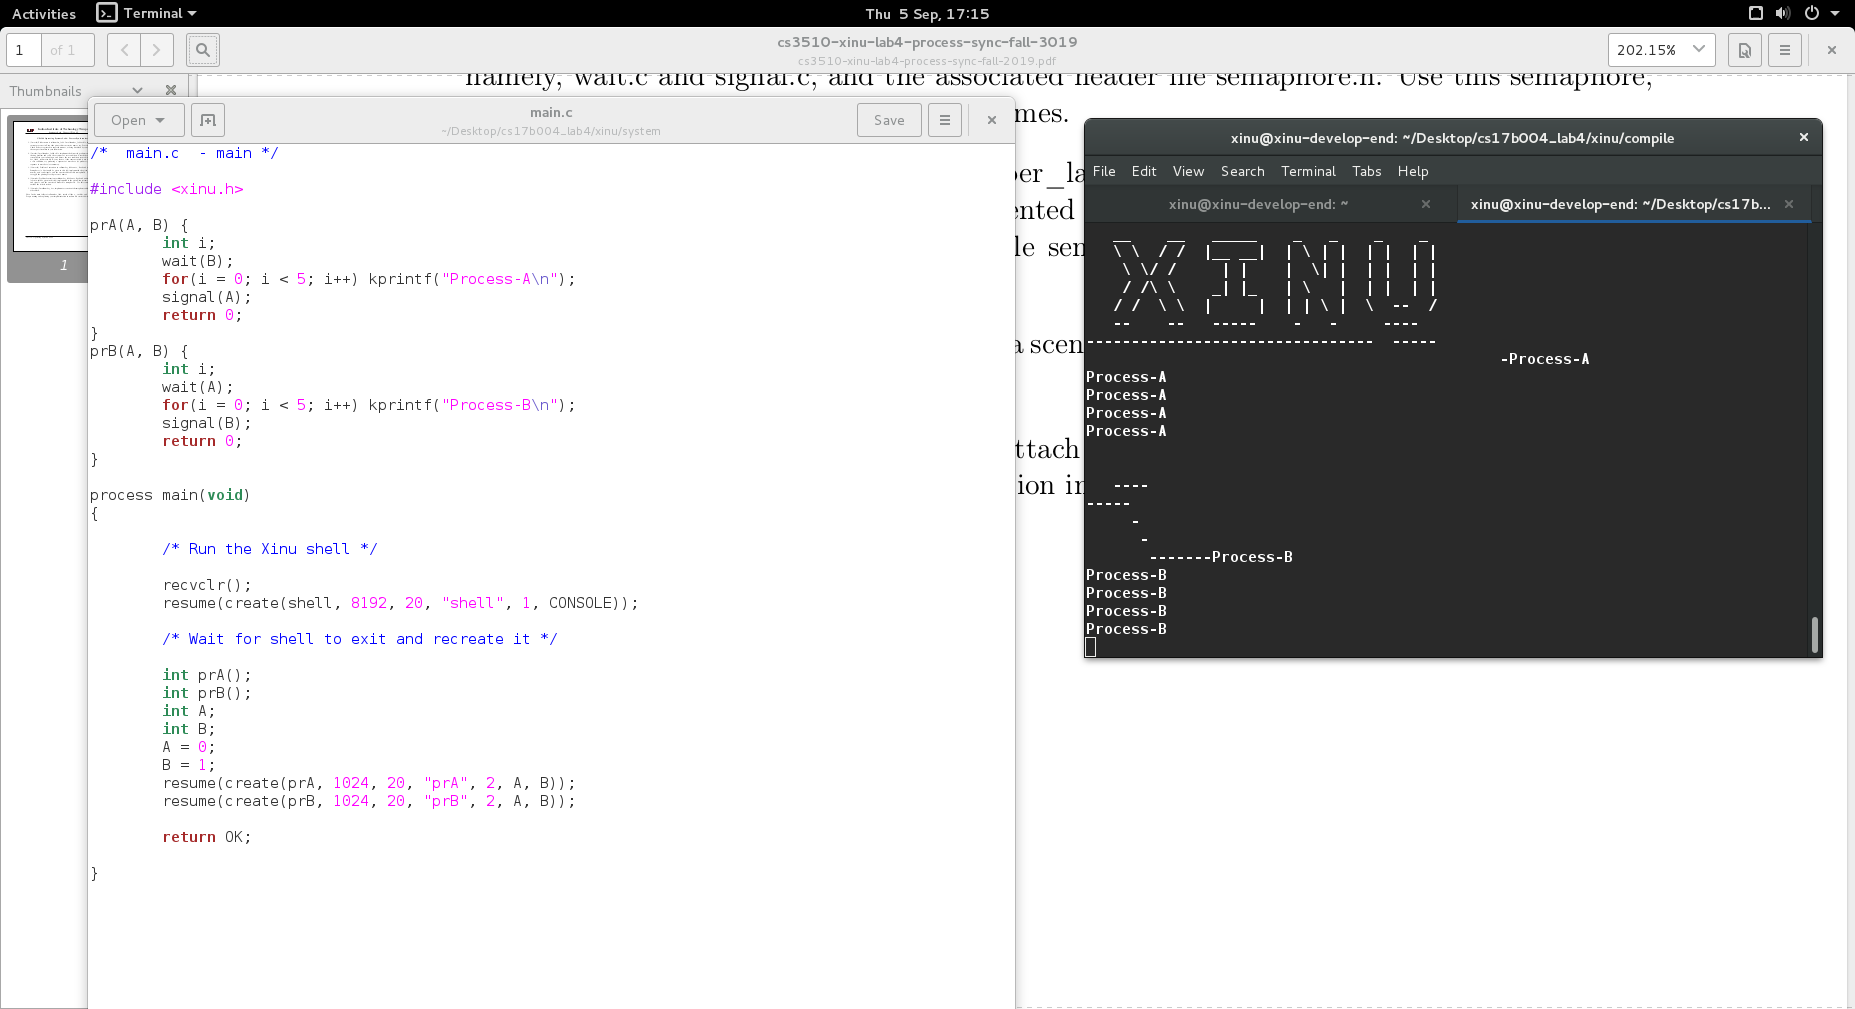 Activities Terminal Thu 5 Sep, 17:15
1 of 1 cs3510-xinu-lab4-process-sync-fall-3019 202.15%
cs3510-xinu-lab4-process-sync-fall-2019.pdf
Thumbnails
1
namely, wait.c and signal.c, and the associated header file semaphore.h. Use this semaphore,
mes.
per_la
ented
le sem
a scen
ttach
ion in
Open main.c Save
~/Desktop/cs17b004_lab4/xinu/system
/*  main.c  - main */
#include <xinu.h>
prA(A, B) {
int i;
wait(B);
for(i = 0; i < 5; i++) kprintf("Process-A\n");
signal(A);
return 0;
}
prB(A, B) {
int i;
wait(A);
for(i = 0; i < 5; i++) kprintf("Process-B\n");
signal(B);
return 0;
}
process main(void)
{
/* Run the Xinu shell */
recvclr();
resume(create(shell, 8192, 20, "shell", 1, CONSOLE));
/* Wait for shell to exit and recreate it */
int prA();
int prB();
int A;
int B;
A = 0;
B = 1;
resume(create(prA, 1024, 20, "prA", 2, A, B));
resume(create(prB, 1024, 20, "prB", 2, A, B));
return OK;
}
xinu@xinu-develop-end: ~/Desktop/cs17b004_lab4/xinu/compile
File Edit View Search Terminal Tabs Help
xinu@xinu-develop-end: ~ xinu@xinu-develop-end: ~/Desktop/cs17b...
XINU
-------------------------------- -----
-Process-A
Process-A
Process-A
Process-A
Process-A
----
-----
-
-
-------Process-B
Process-B
Process-B
Process-B
Process-B